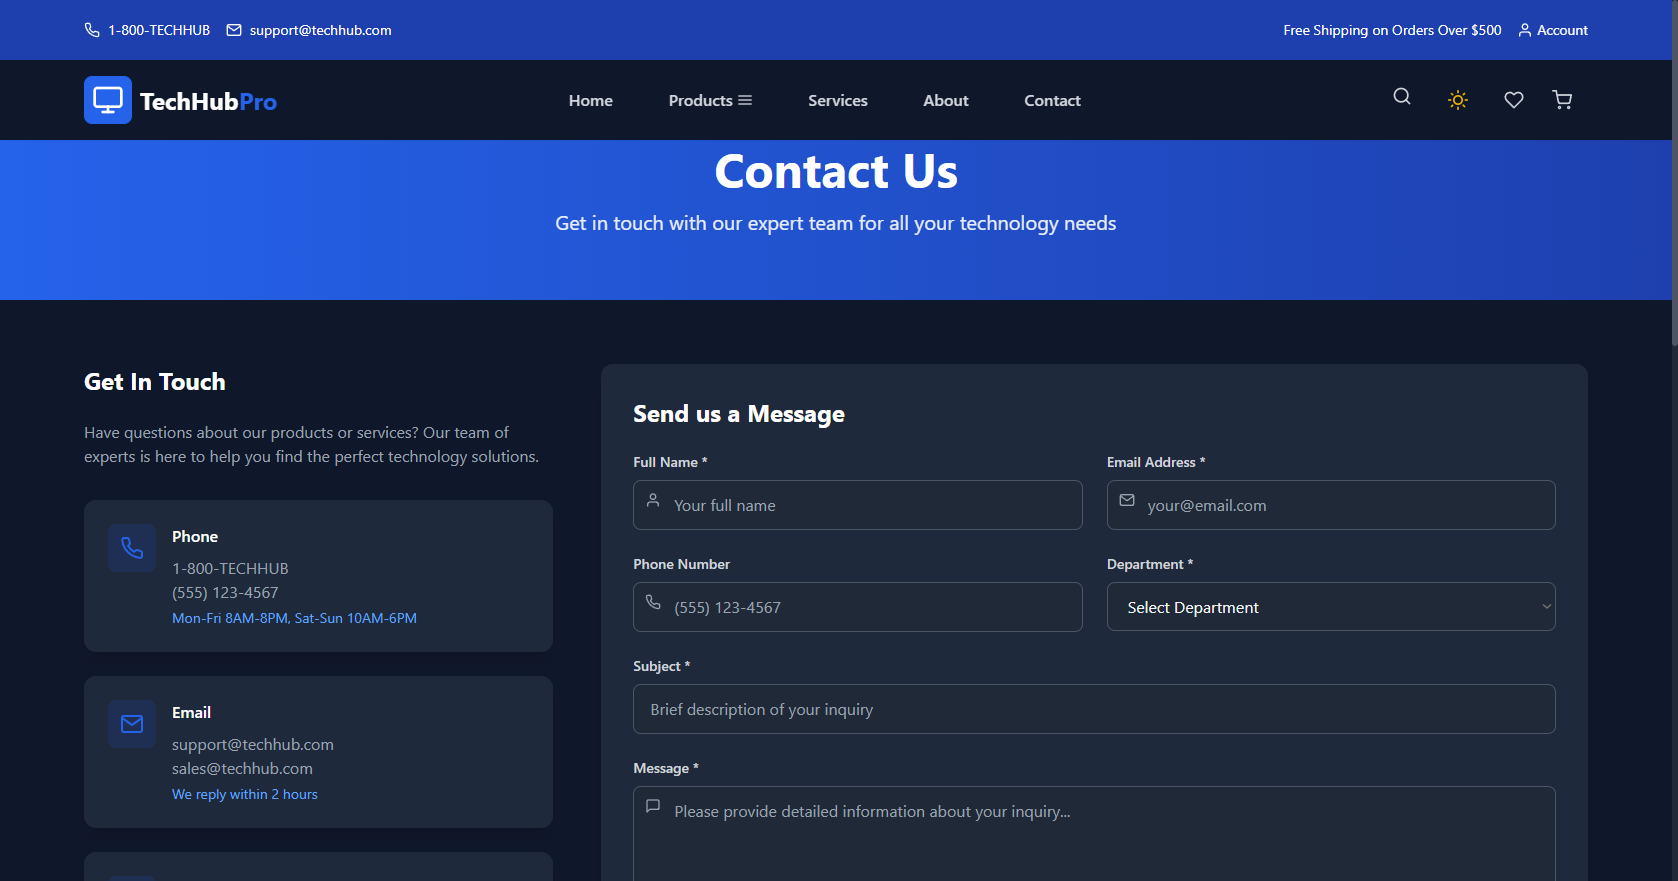 1-800-TECHHUB support@techhub.com Free Shipping on Orders Over $500 Account
TechHubPro Home Products Services About Contact
Contact Us
Get in touch with our expert team for all your technology needs
Get In Touch
Have questions about our products or services? Our team of
experts is here to help you find the perfect technology solutions.
Phone
1-800-TECHHUB
(555) 123-4567
Mon-Fri 8AM-8PM, Sat-Sun 10AM-6PM
Email
support@techhub.com
sales@techhub.com
We reply within 2 hours
Send us a Message
Full Name * Email Address *
Your full name your@email.com
Phone Number Department *
(555) 123-4567 Select Department
Subject *
Brief description of your inquiry
Message *
Please provide detailed information about your inquiry...